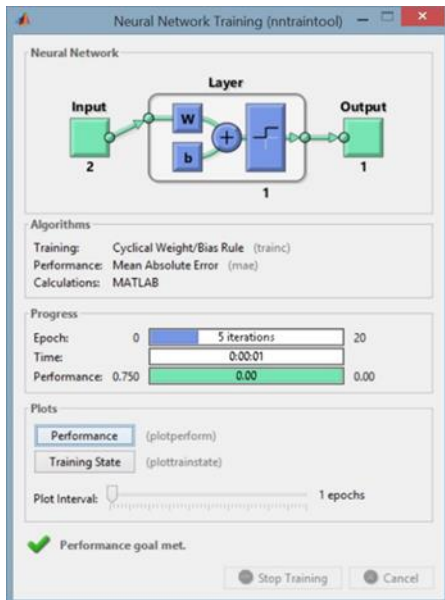 Neural Network Training (nntraintool)
Neural Network
Layer
Input
Output
W
b
2
1
1
Algorithms
Training: Cyclical Weight/Bias Rule (trainc)
Performance: Mean Absolute Error (mae)
Calculations: MATLAB
Progress
Epoch: 0 5 iterations 20
Time: 0:00:01
Performance: 0.750 0.00 0.00
Plots
Performance (plotperform)
Training State (plottrainstate)
Plot Interval: 1 epochs
Performance goal met.
Stop Training Cancel